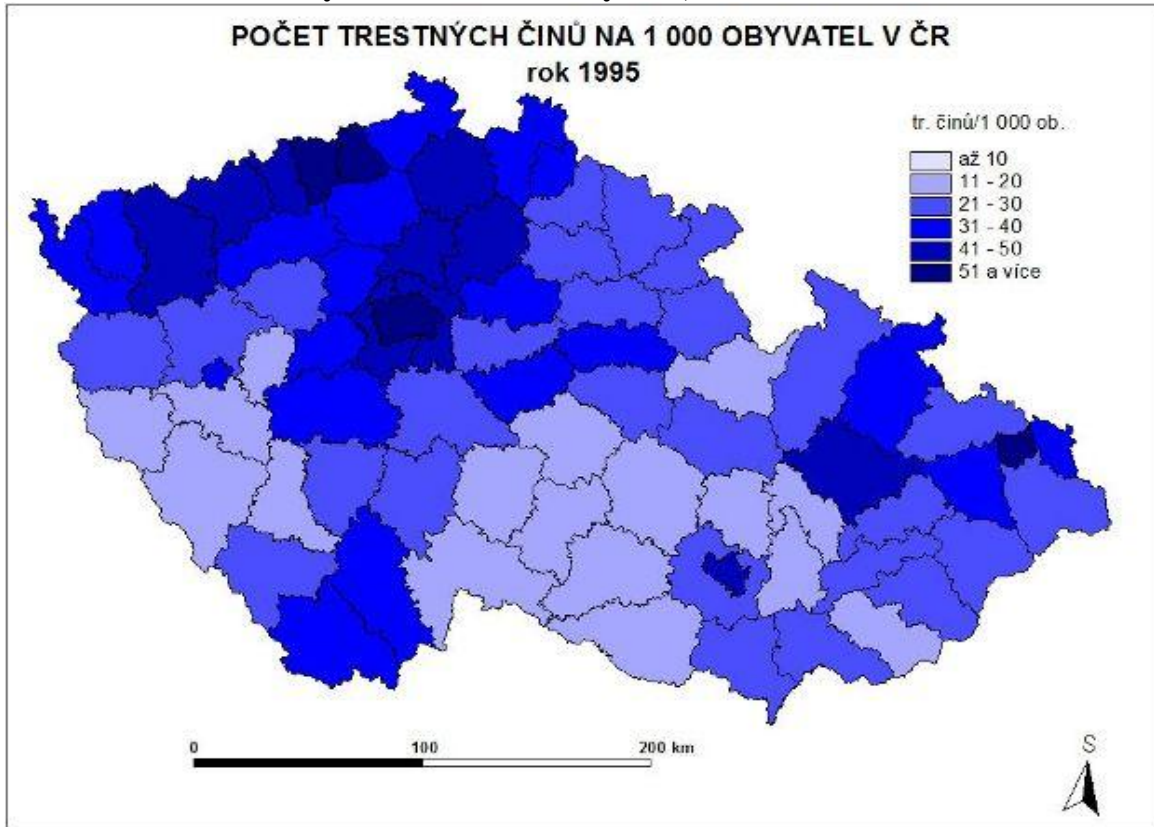 POČET TRESTNÝCH ČINŮ NA 1 000 OBYVATEL V ČR
rok 1995
tr. činů/1 000 ob.
až 10
11 - 20
21 - 30
31 - 40
41 - 50
51 a více
0 100 200 km
S